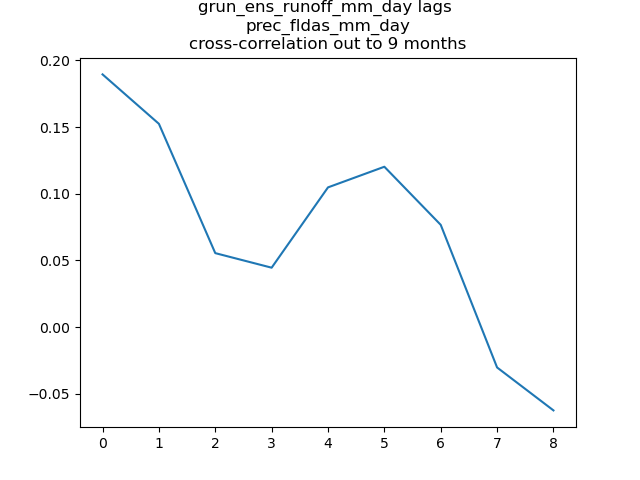 grun_ens_runoff_mm_day lags
prec_fldas_mm_day
cross-correlation out to 9 months
0.20
0.15
0.10
0.05
0.00
−0.05
0 1 2 3 4 5 6 7 8